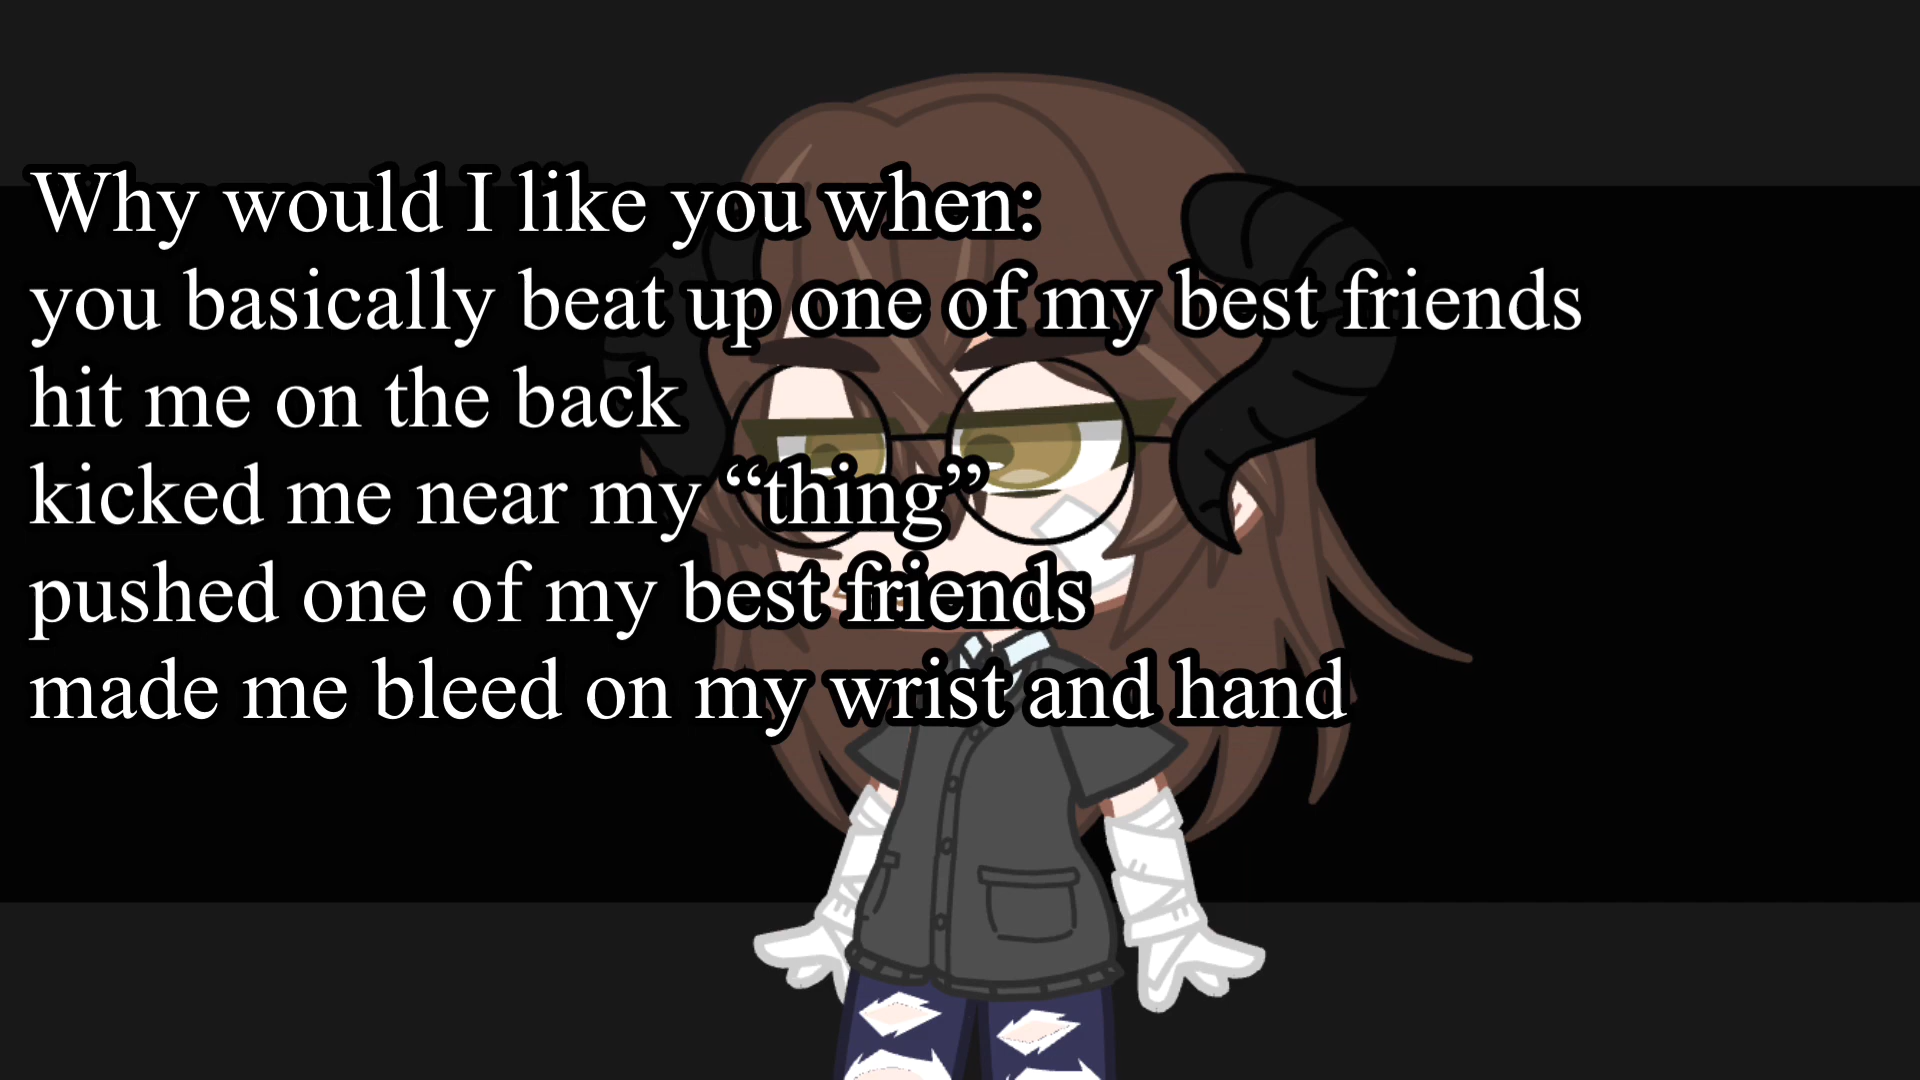 Why would I like you when:
you basically beat up one of my best friends
hit me on the back
kicked me near my “thing”
pushed one of my best friends
made me bleed on my wrist and hand